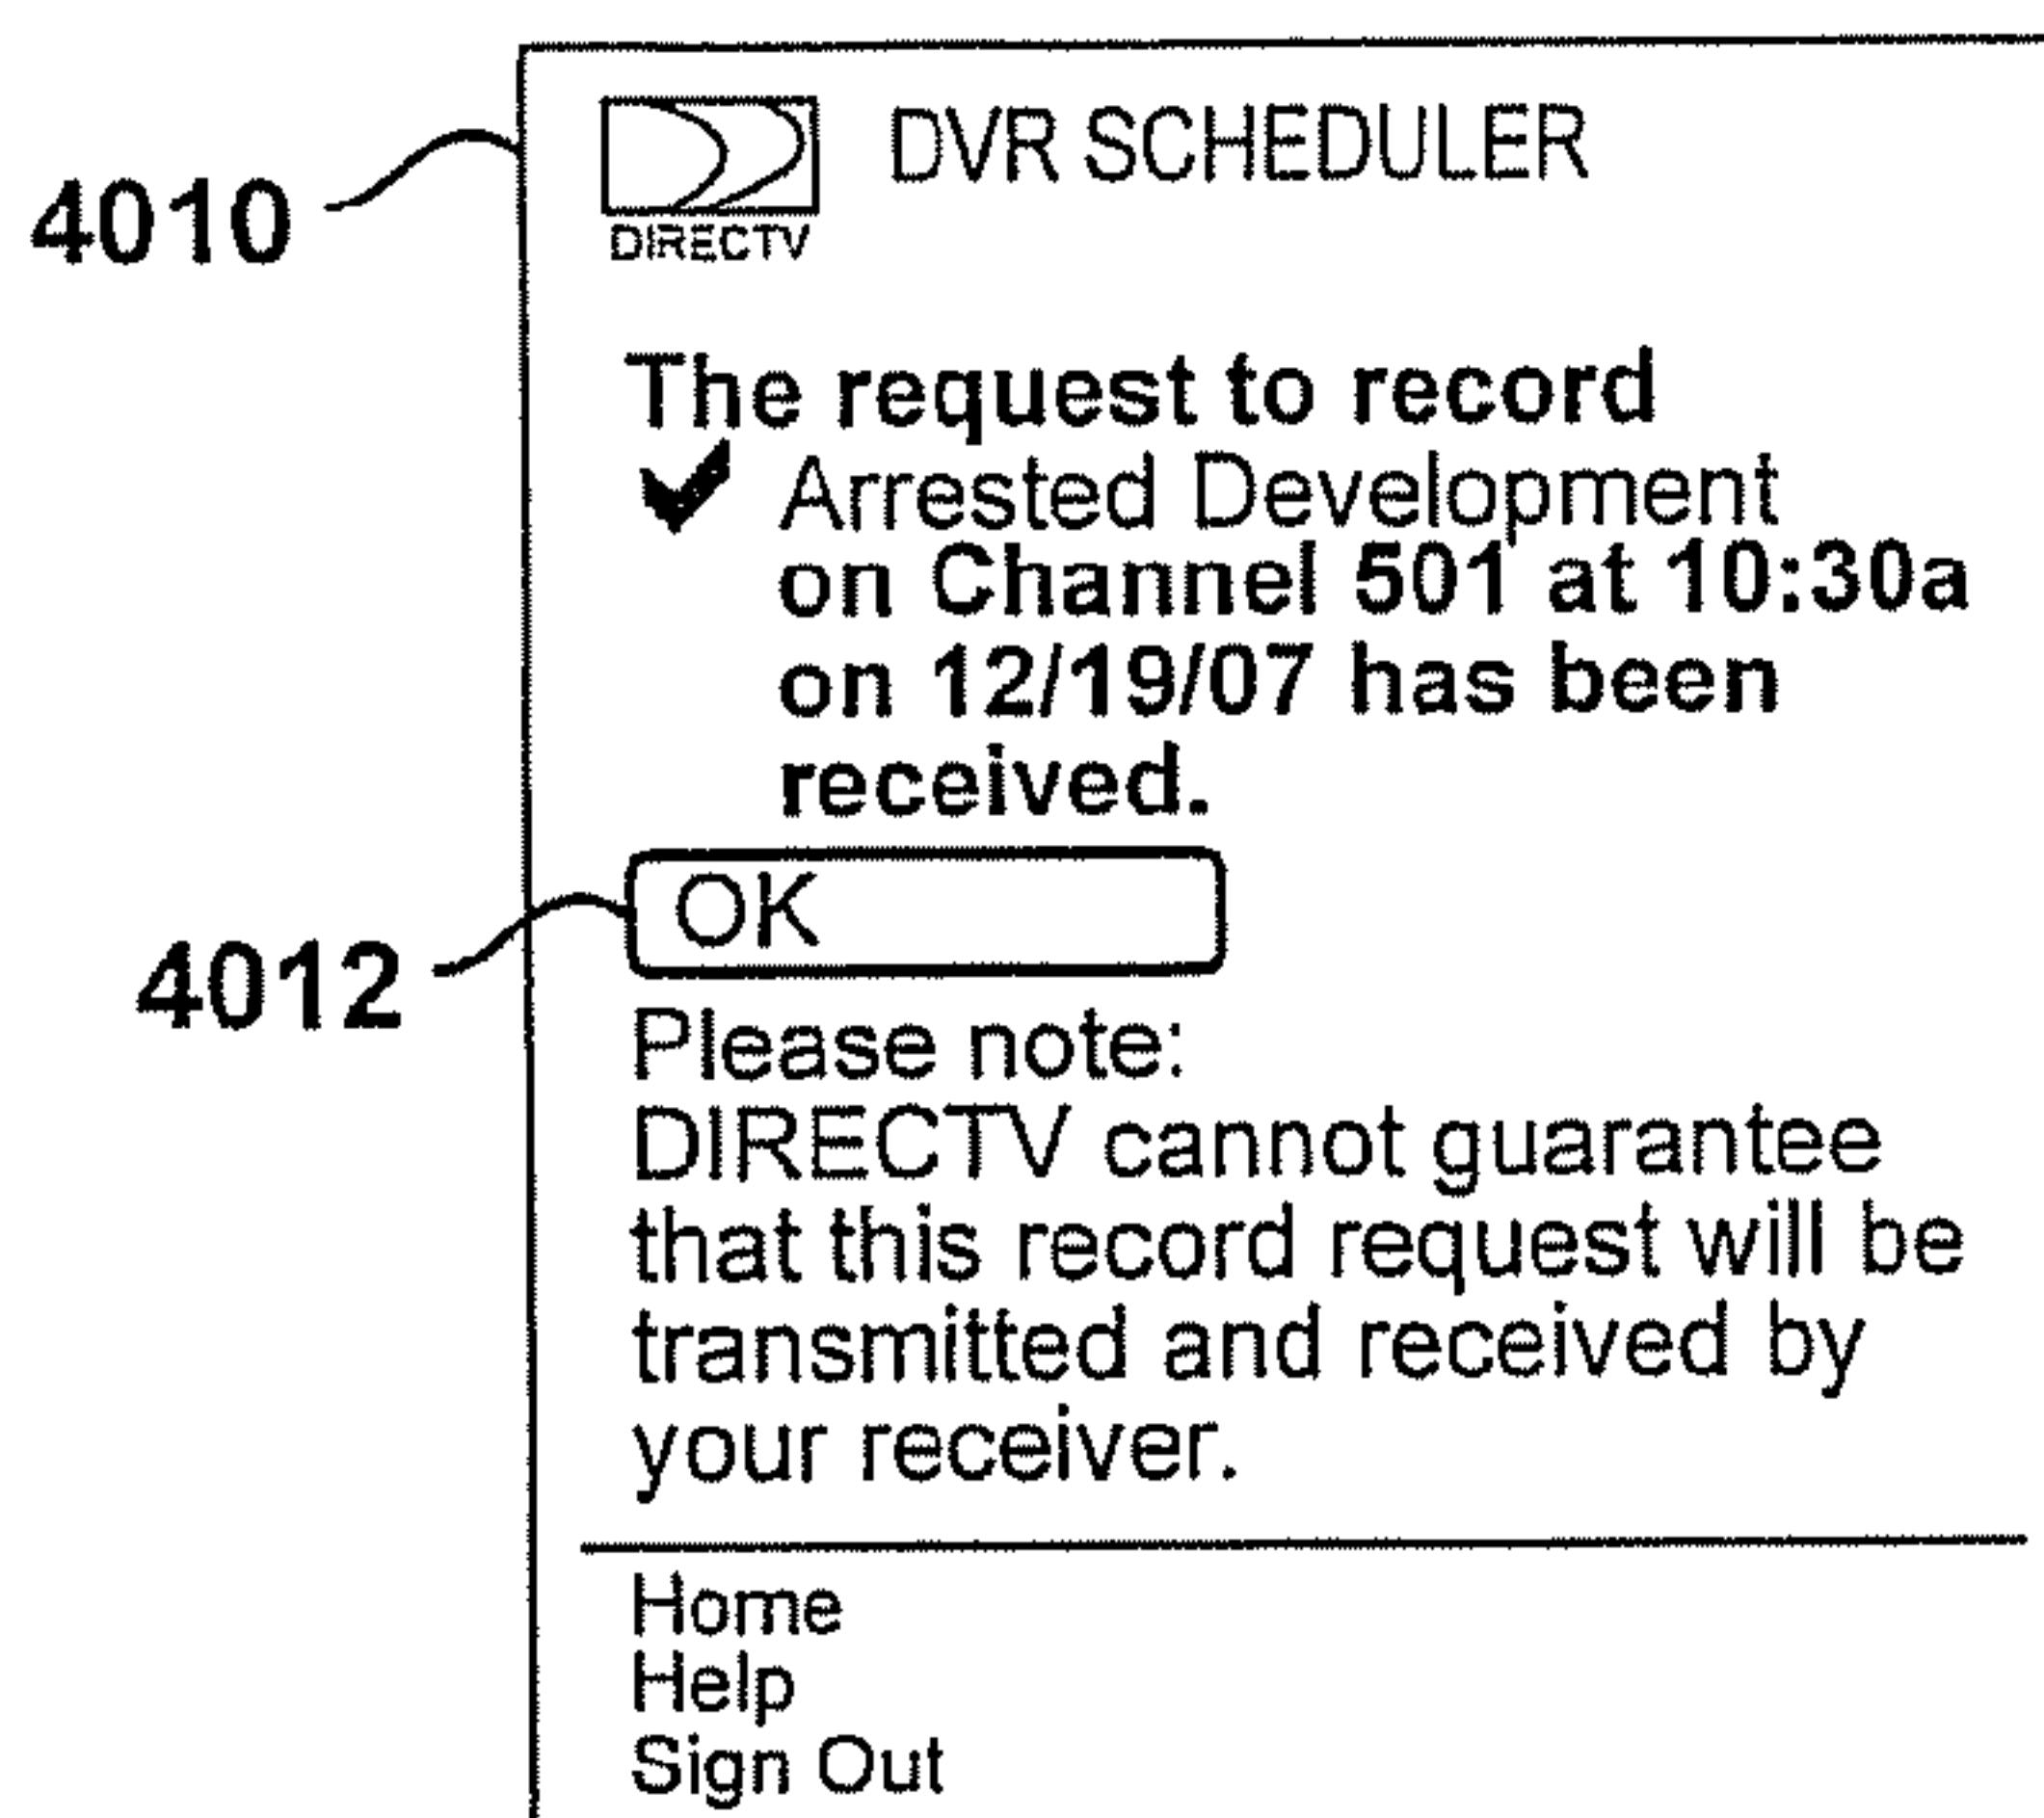 4010
DIRECTV
DVR SCHEDULER
The request to record
Arrested Development
on Channel 501 at 10:30a
on 12/19/07 has been
received.
4012
OK
Please note:
DIRECTV cannot guarantee
that this record request will be
transmitted and received by
your receiver.
Home
Help
Sign Out